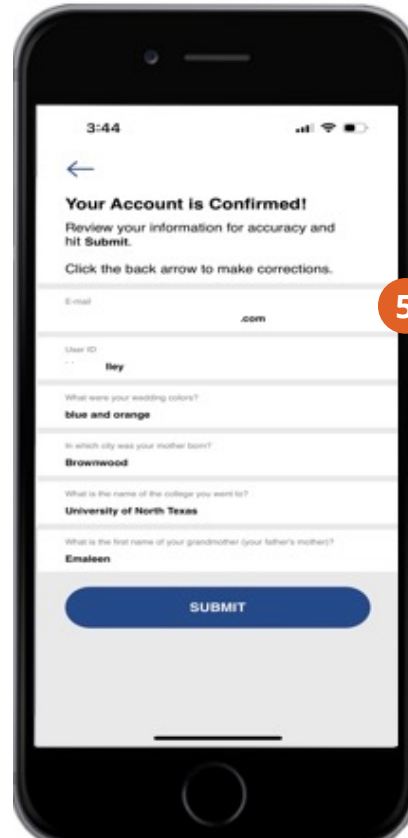 3:44
Your Account is Confirmed!
Review your information for accuracy and
hit Submit.
Click the back arrow to make corrections.
E-mail
.com
5
User ID
lley
What were your wedding colors?
blue and orange
In which city was your mother born?
Brownwood
What is the name of the college you went to?
University of North Texas
What is the first name of your grandmother (your father's mother)?
Emaleen
SUBMIT